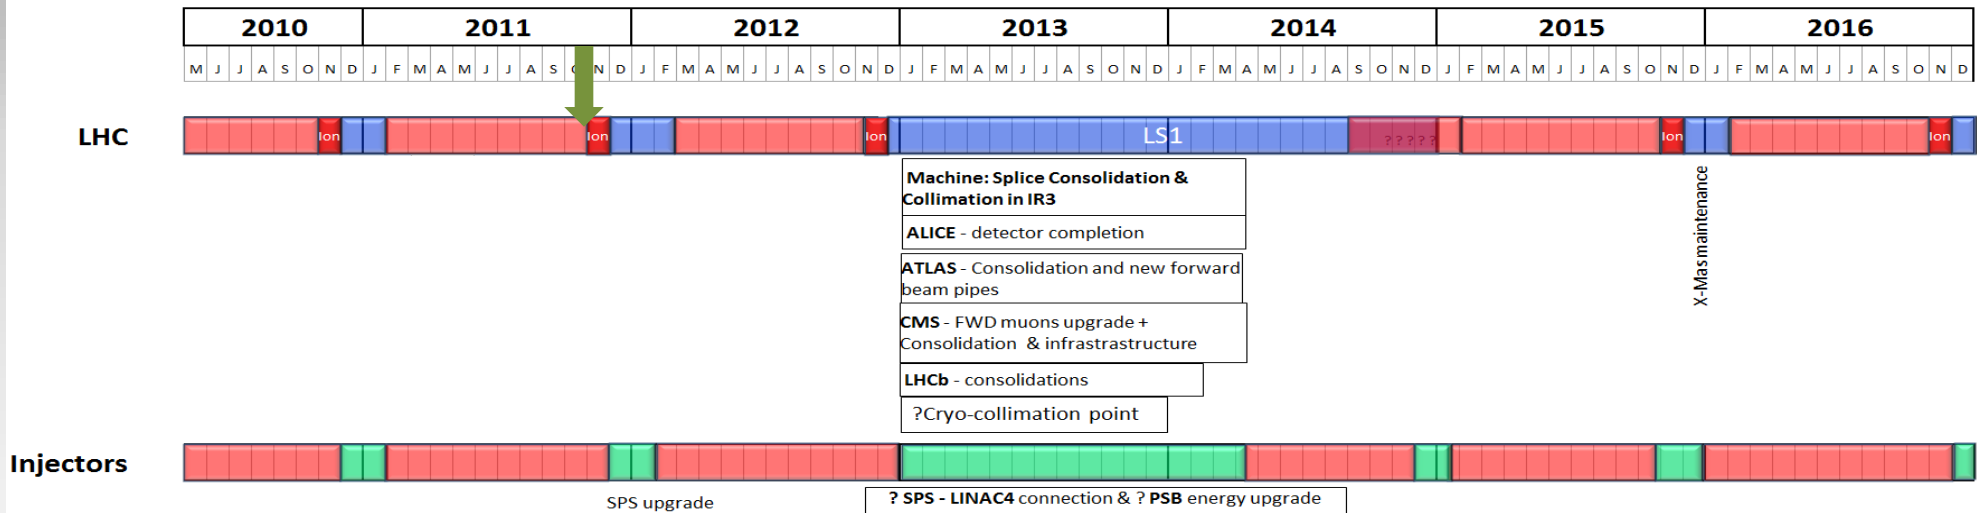 2010 2011 2012 2013 2014 2015 2016
M J J A S O N D J F M A M J J A S O N D J F M A M J J A S O N D J F M A M J J A S O N D J F M A M J J A S O N D J F M A M J J A S O N D J F M A M J J A S O N D
LHC Ion Ion Ion LS1 ? ? ? ? ? Ion Ion
Machine: Splice Consolidation &
Collimation in IR3
ALICE - detector completion
ATLAS - Consolidation and new forward
beam pipes
CMS - FWD muons upgrade +
Consolidation & infrastrastructure
LHCb - consolidations
?Cryo-collimation point
X-Mas maintenance
Injectors
SPS upgrade
? SPS - LINAC4 connection & ? PSB energy upgrade